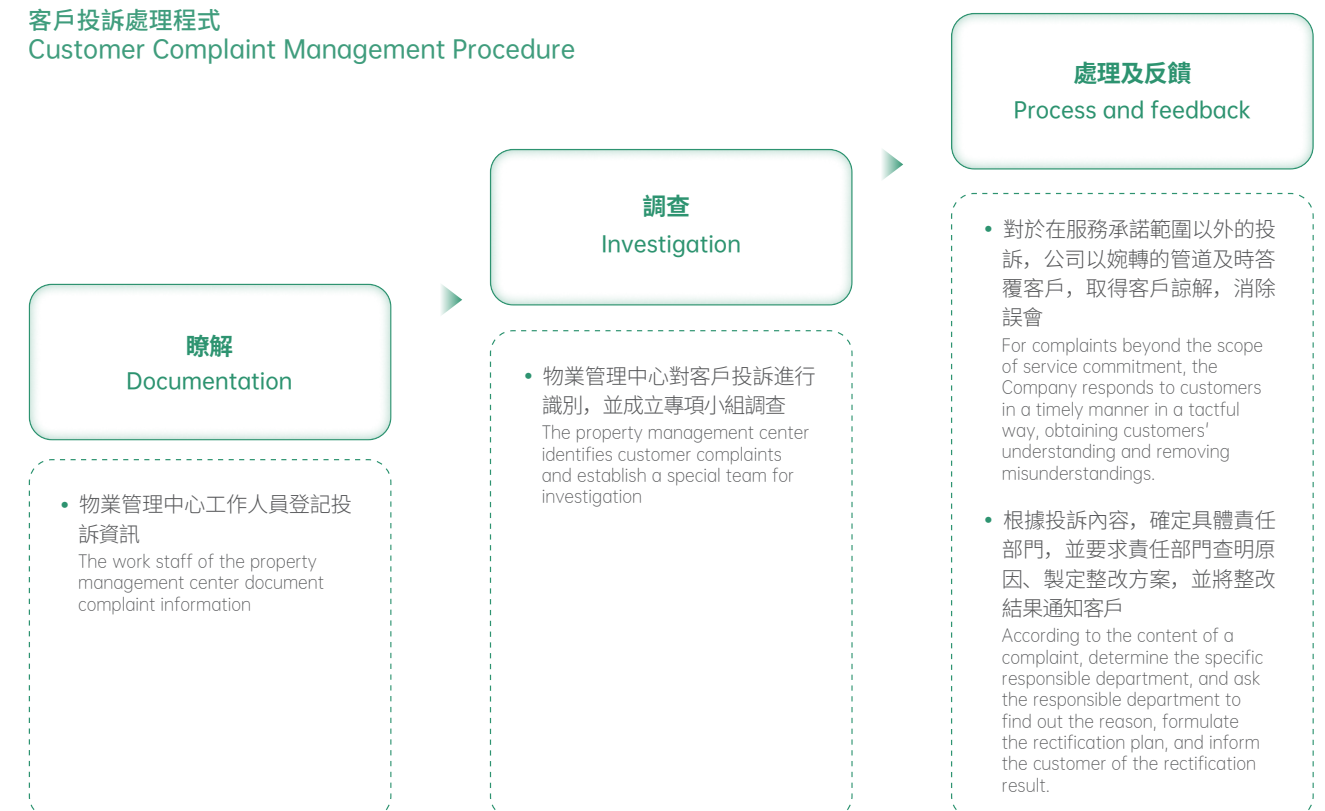 客戶投訴處理程式
Customer Complaint Management Procedure
瞭解
Documentation
• 物業管理中心工作人員登記投
訴資訊
The work staff of the property
management center document
complaint information
調查
Investigation
• 物業管理中心對客戶投訴進行
識別，並成立專項小組調查
The property management center
identifies customer complaints
and establish a special team for
investigation
處理及反饋
Process and feedback
• 對於在服務承諾範圍以外的投
訴，公司以婉轉的管道及時答
覆客戶，取得客戶諒解，消除
誤會
For complaints beyond the scope
of service commitment, the
Company responds to customers
in a timely manner in a tactful
way, obtaining customers'
understanding and removing
misunderstandings.
• 根據投訴內容，確定具體責任
部門，並要求責任部門查明原
因、製定整改方案，並將整改
結果通知客戶
According to the content of a
complaint, determine the specific
responsible department, and ask
the responsible department to
find out the reason, formulate
the rectification plan, and inform
the customer of the rectification
result.